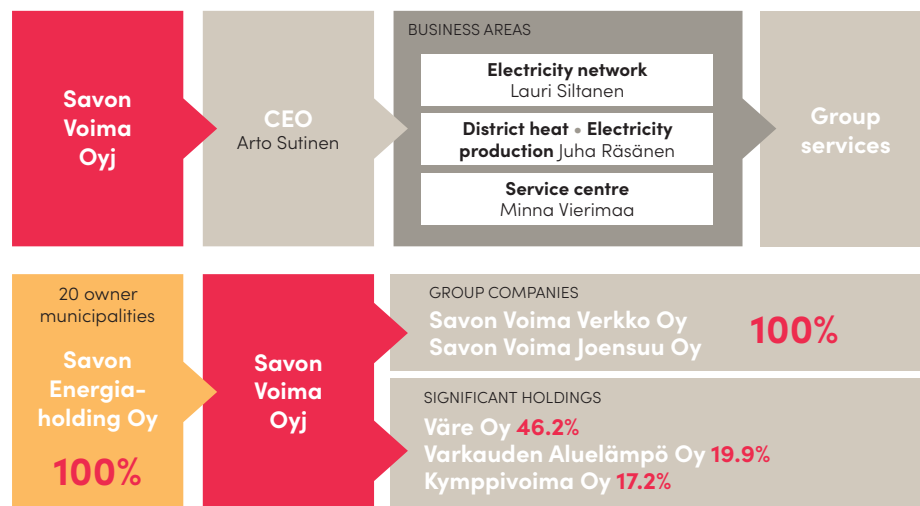 Savon
Voima
Oyj
CEO
Arto Sutinen
BUSINESS AREAS
Electricity network
Lauri Siltanen
District heat • Electricity
production Juha Räsänen
Service centre
Minna Vierimaa
Group
services
20 owner
municipalities
Savon
Energia-
holding Oy
100%
Savon
Voima
Oyj
GROUP COMPANIES
Savon Voima Verkko Oy
Savon Voima Joensuu Oy
100%
SIGNIFICANT HOLDINGS
Väre Oy 46.2%
Varkauden Aluelämpö Oy 19.9%
Kymppivoima Oy 17.2%